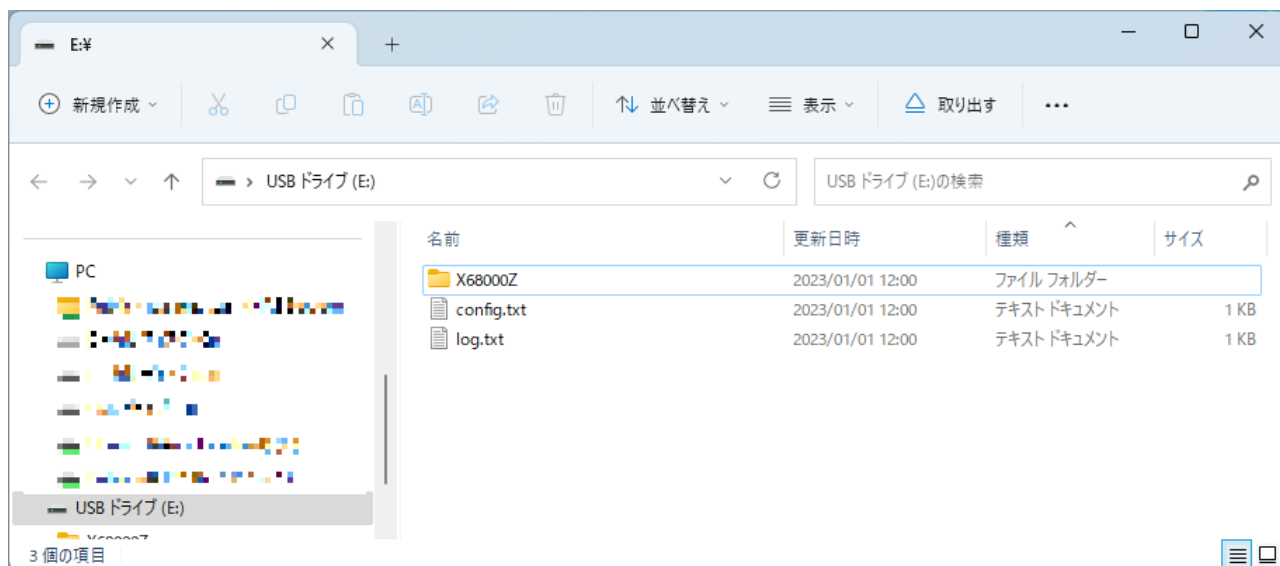 E:¥
新規作成
並べ替え
表示
取り出す
USB ドライブ (E:)
USB ドライブ (E:)の検索
名前 更新日時 種類 サイズ
PC
X68000Z 2023/01/01 12:00 ファイル フォルダー
config.txt 2023/01/01 12:00 テキスト ドキュメント 1 KB
log.txt 2023/01/01 12:00 テキスト ドキュメント 1 KB
USB ドライブ (E:)
3 個の項目